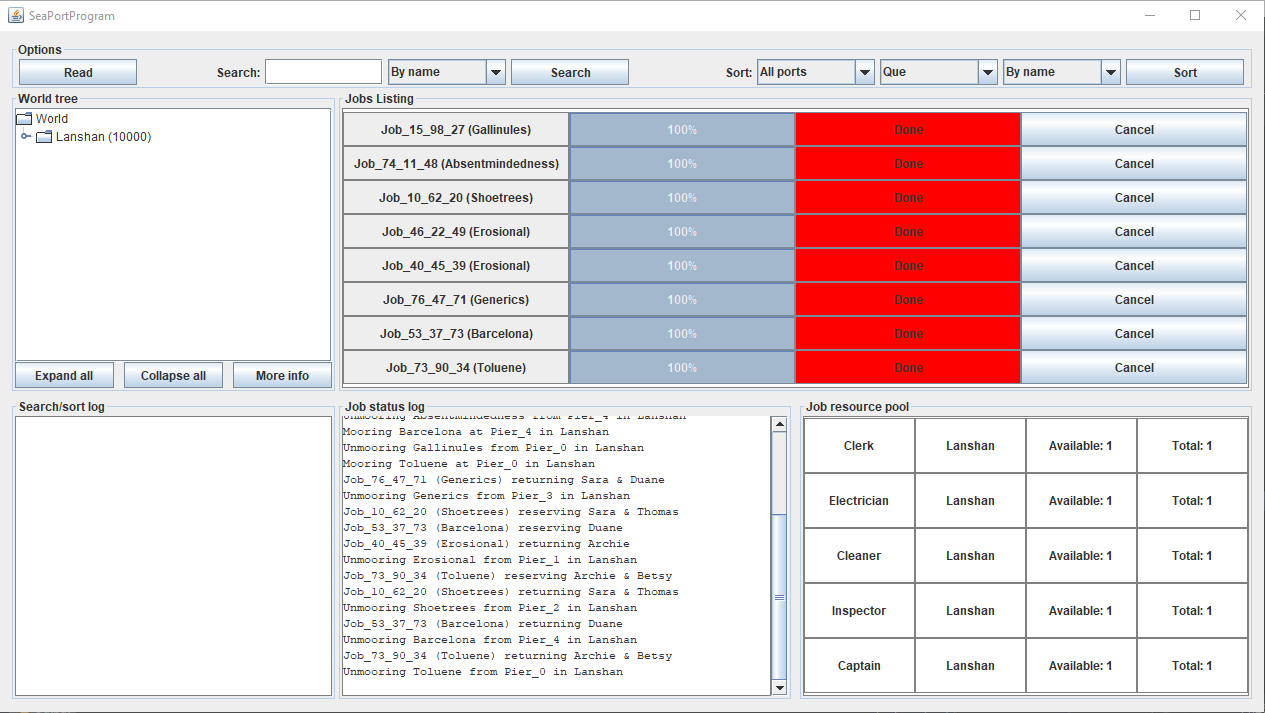 SeaPortProgram
Options
Read Search: By name Search Sort: All ports Que By name Sort
World tree
World
Lanshan (10000)
Expand all Collapse all More info
Jobs Listing
Job_15_98_27 (Gallinules) 100% Done Cancel
Job_74_11_48 (Absentmindedness) 100% Done Cancel
Job_10_62_20 (Shoetrees) 100% Done Cancel
Job_46_22_49 (Erosional) 100% Done Cancel
Job_40_45_39 (Erosional) 100% Done Cancel
Job_76_47_71 (Generics) 100% Done Cancel
Job_53_37_73 (Barcelona) 100% Done Cancel
Job_73_90_34 (Toluene) 100% Done Cancel
Search/sort log
Job status log
Unmooring Absentmindedness from Pier_4 in Lanshan
Mooring Barcelona at Pier_4 in Lanshan
Unmooring Gallinules from Pier_0 in Lanshan
Mooring Toluene at Pier_0 in Lanshan
Job_76_47_71 (Generics) returning Sara & Duane
Unmooring Generics from Pier_3 in Lanshan
Job_10_62_20 (Shoetrees) reserving Sara & Thomas
Job_53_37_73 (Barcelona) reserving Duane
Job_40_45_39 (Erosional) returning Archie
Unmooring Erosional from Pier_1 in Lanshan
Job_73_90_34 (Toluene) reserving Archie & Betsy
Job_10_62_20 (Shoetrees) returning Sara & Thomas
Unmooring Shoetrees from Pier_2 in Lanshan
Job_53_37_73 (Barcelona) returning Duane
Unmooring Barcelona from Pier_4 in Lanshan
Job_73_90_34 (Toluene) returning Archie & Betsy
Unmooring Toluene from Pier_0 in Lanshan
Job resource pool
Clerk Lanshan Available: 1 Total: 1
Electrician Lanshan Available: 1 Total: 1
Cleaner Lanshan Available: 1 Total: 1
Inspector Lanshan Available: 1 Total: 1
Captain Lanshan Available: 1 Total: 1